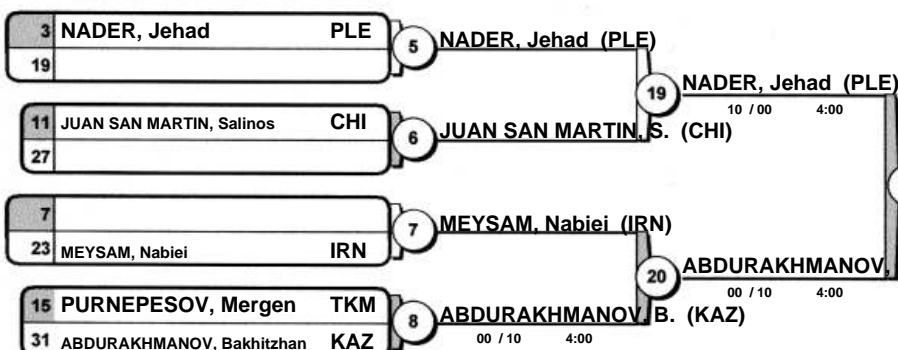 3 NADER, Jehad PLE
19
5
NADER, Jehad (PLE)
11 JUAN SAN MARTIN, Salinos CHI
27
6
JUAN SAN MARTIN, S. (CHI)
19
NADER, Jehad (PLE)
10 / 00 4:00
7
23 MEYSAM, Nabiei IRN
7
MEYSAM, Nabiei (IRN)
15 PURNEPESOV, Mergen TKM
31 ABDURAKHMANOV, Bakhitzhan KAZ
8
ABDURAKHMANOV, B. (KAZ)
00 / 10 4:00
20
ABDURAKHMANOV,
00 / 10 4:00